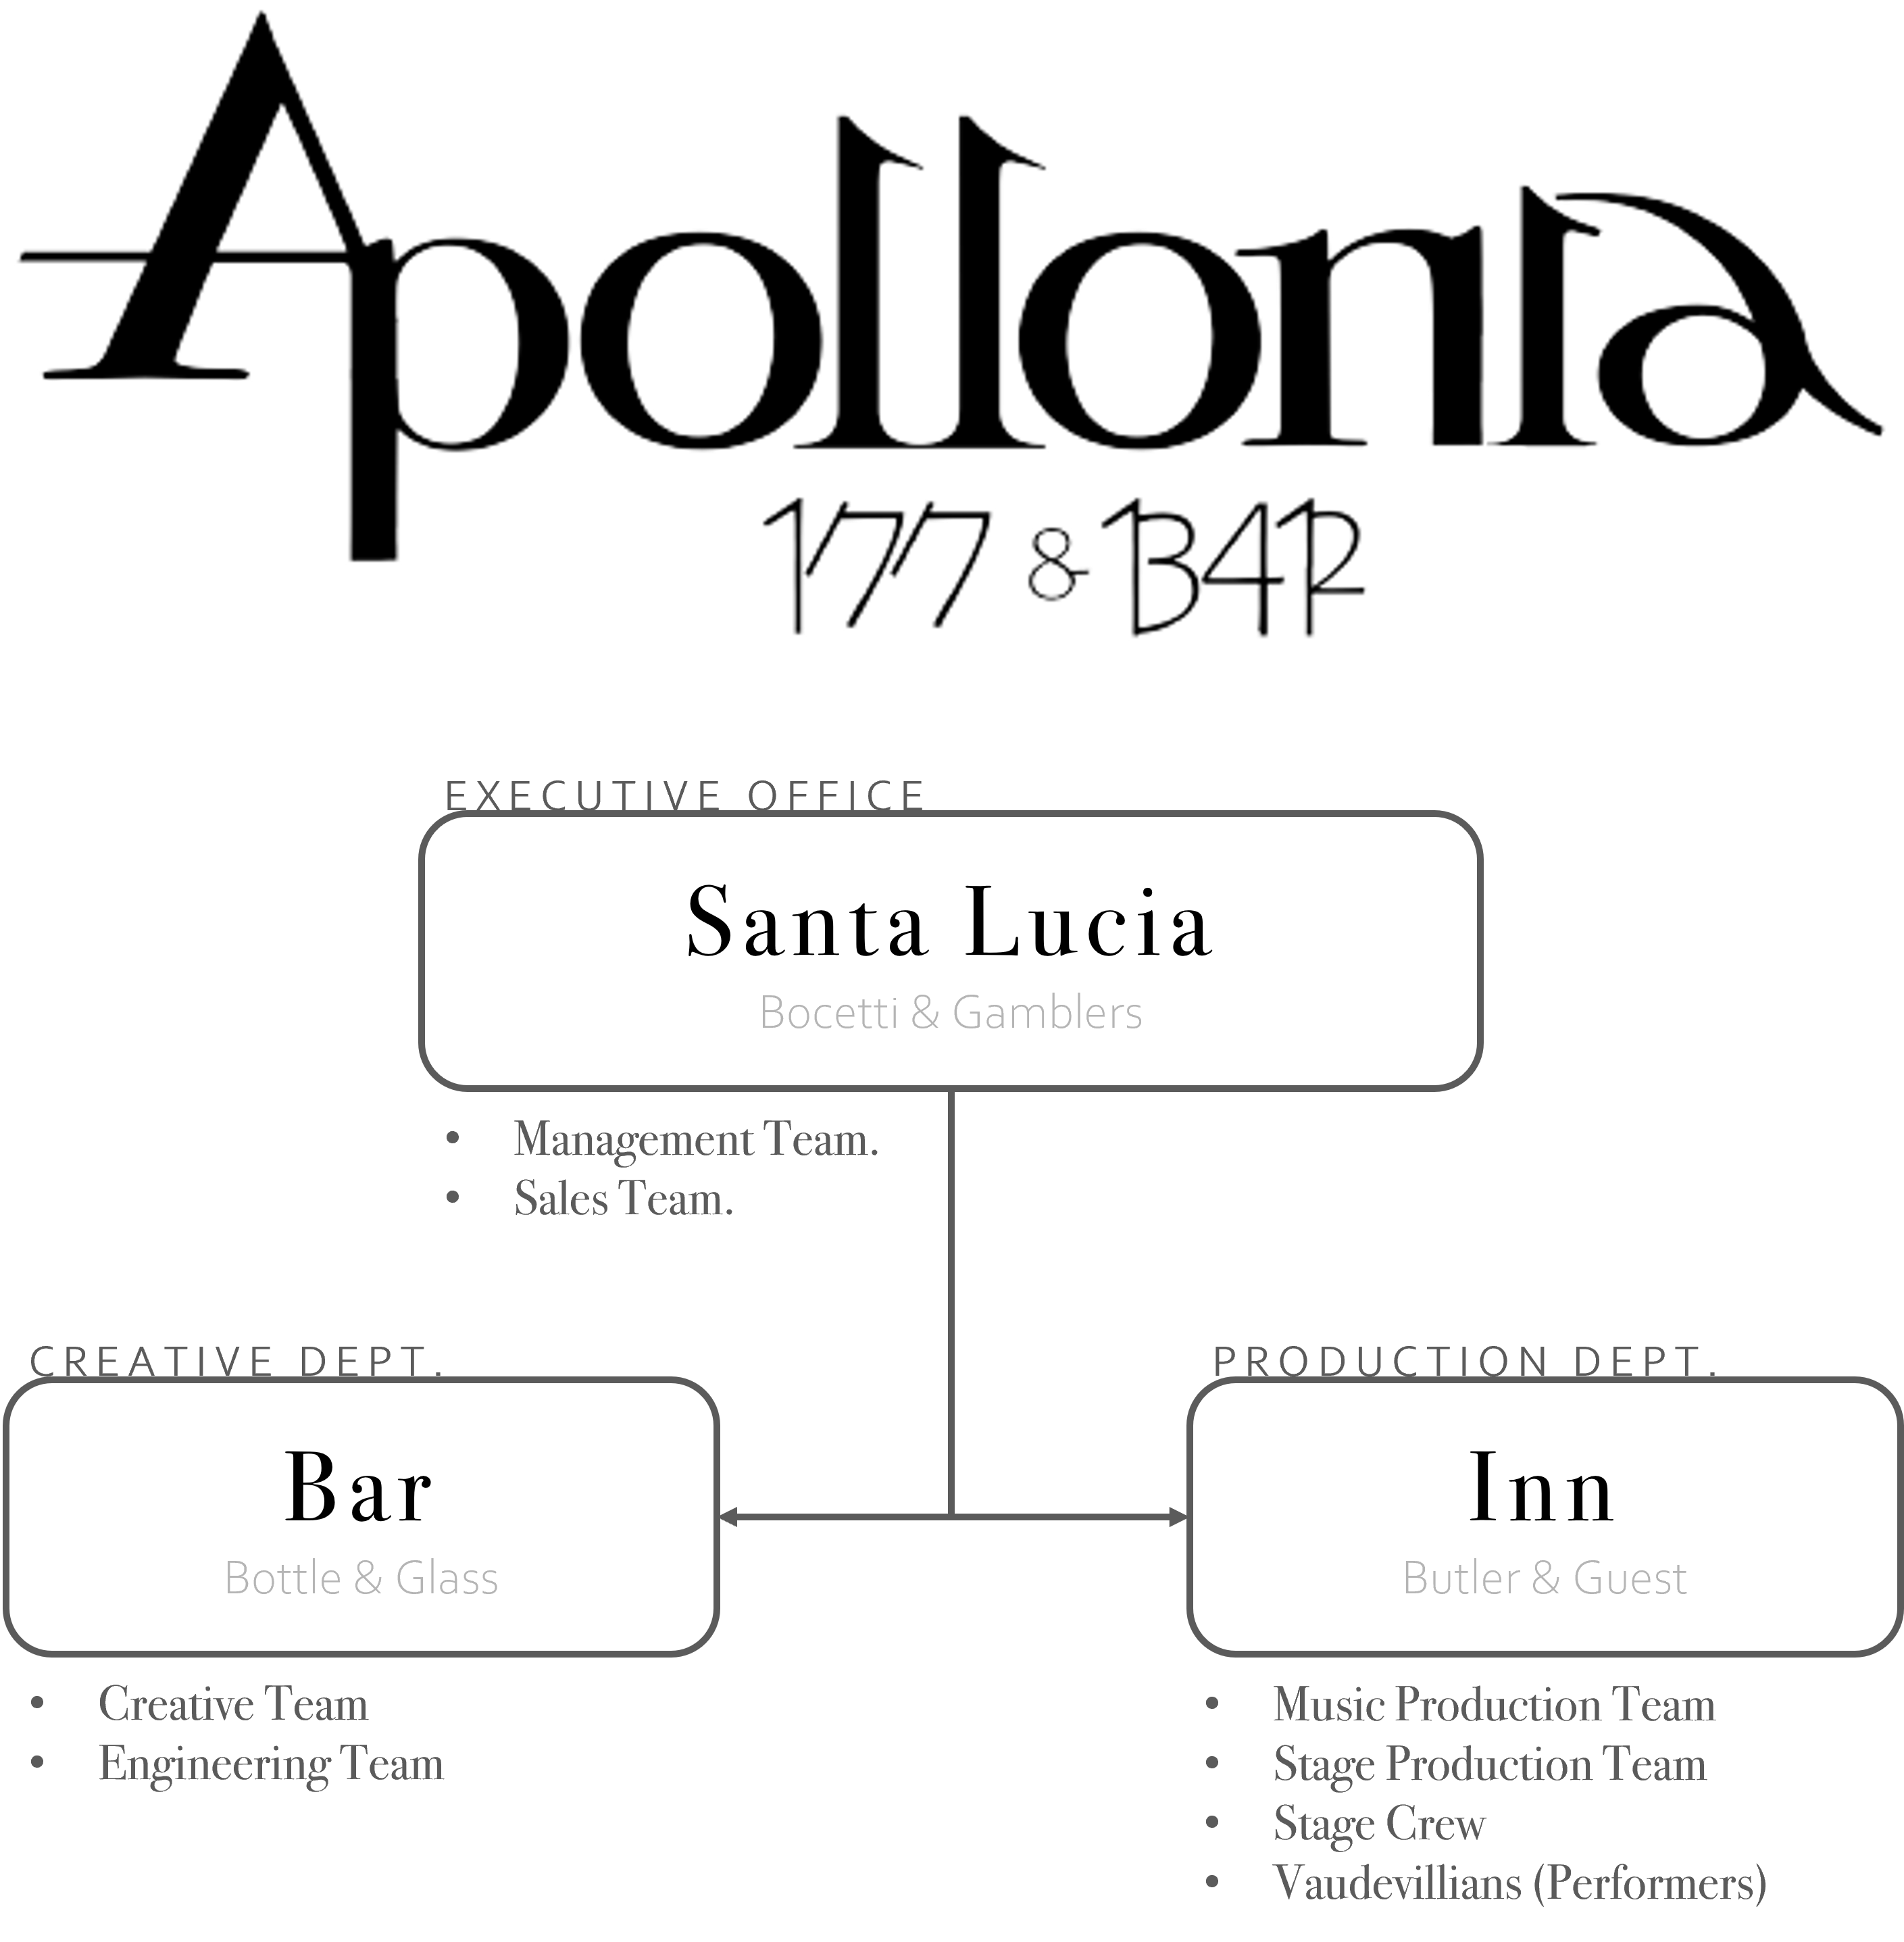 Apollonia
177 & 13412
EXECUTIVE OFFICE
Santa Lucia
Bocetti & Gamblers
• Management Team.
• Sales Team.
CREATIVE DEPT.
Bar
Bottle & Glass
• Creative Team
• Engineering Team
PRODUCTION DEPT.
Inn
Butler & Guest
• Music Production Team
• Stage Production Team
• Stage Crew
• Vaudevillians (Performers)